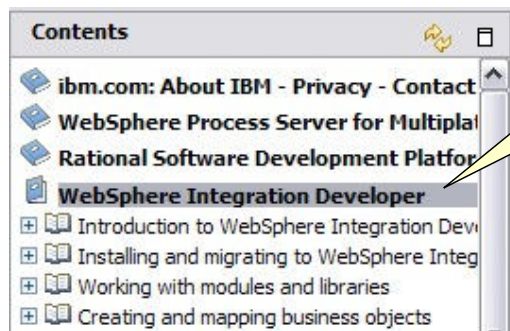 Contents
ibm.com: About IBM - Privacy - Contact
WebSphere Process Server for Multipla
Rational Software Development Platfor
WebSphere Integration Developer
Introduction to WebSphere Integration Dev
Installing and migrating to WebSphere Integ
Working with modules and libraries
Creating and mapping business objects